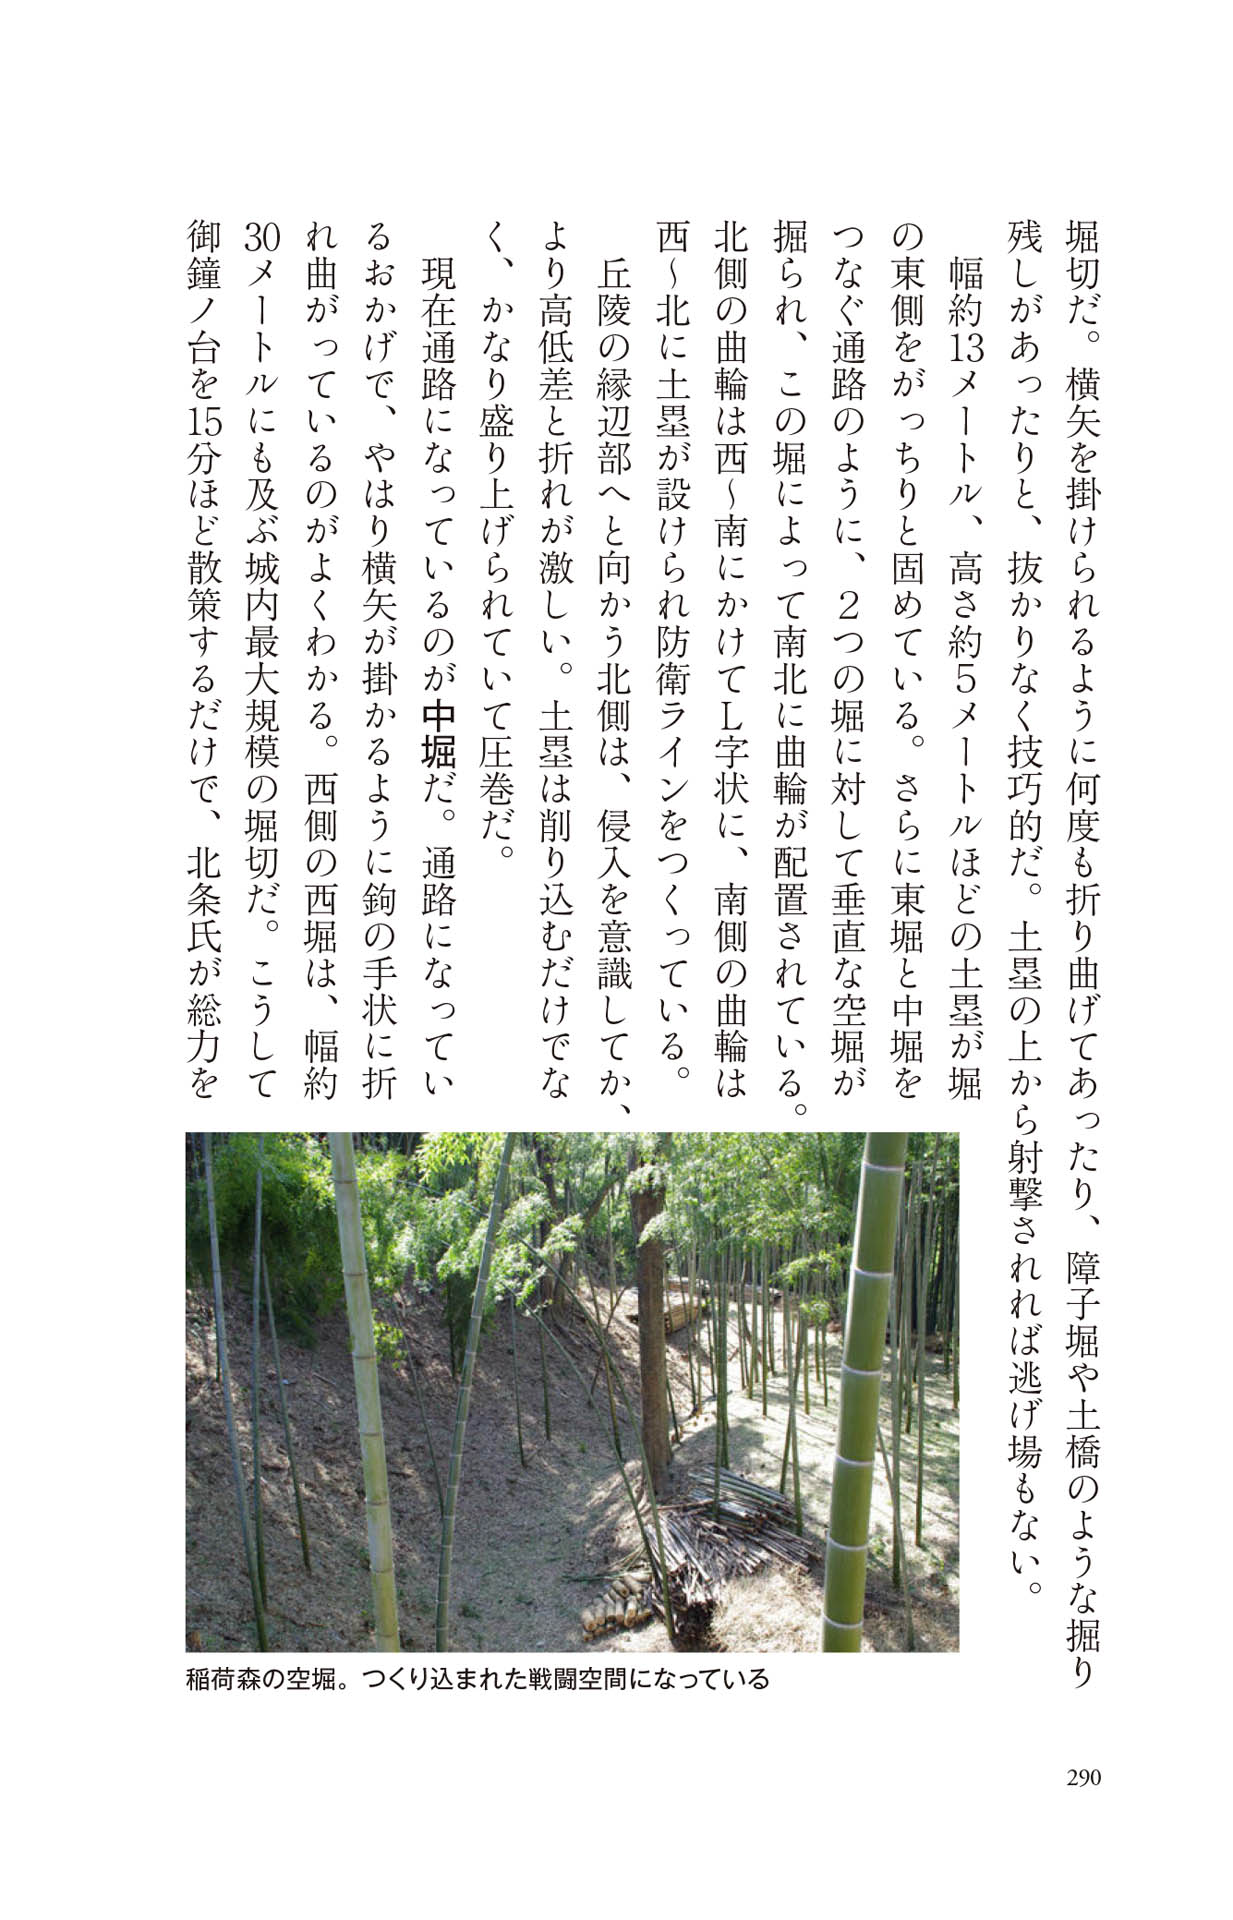 堀切だ。横矢を掛けられるように何度も折り曲げてあったり、障子堀や土橋のような掘り
残しがあったりと、抜かりなく技巧的だ。土塁の上から射撃されれば逃げ場もない。
幅約13メートル、高さ約5メートルほどの土塁が堀
の東側をがっちりと固めている。さらに東堀と中堀を
つなぐ通路のように、2つの堀に対して垂直な空堀が
掘られ、この堀によって南北に曲輪が配置されている。
北側の曲輪は西〜南にかけてL字状に、南側の曲輪は
西〜北に土塁が設けられ防衛ラインをつくっている。
丘陵の縁辺部へと向かう北側は、侵入を意識してか、
より高低差と折れが激しい。土塁は削り込むだけでな
く、かなり盛り上げられていて圧巻だ。
現在通路になっているのが中堀だ。通路になってい
るおかげで、やはり横矢が掛かるように鉤の手状に折
れ曲がっているのがよくわかる。西側の西堀は、幅約
30メートルにも及ぶ城内最大規模の堀切だ。こうして
御鐘ノ台を15分ほど散策するだけで、北条氏が総力を
稲荷森の空堀。つくり込まれた戦闘空間になっている
290